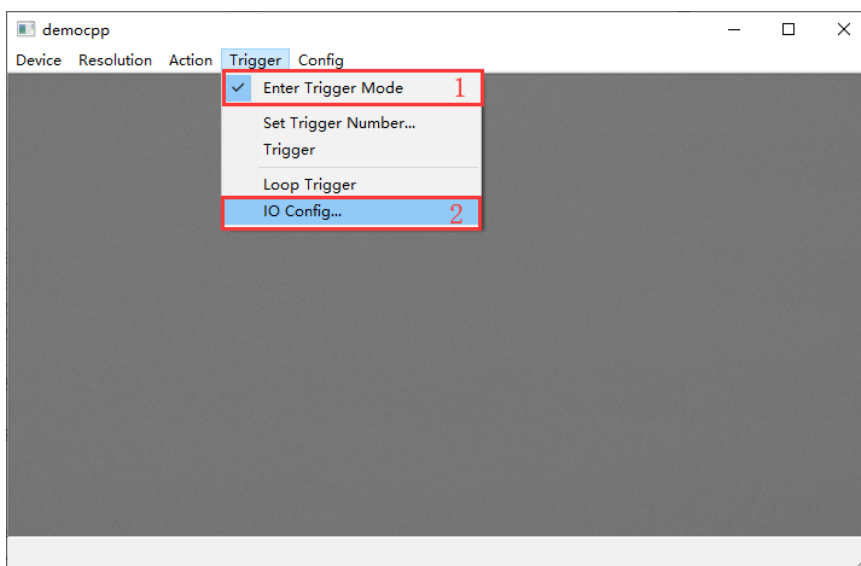 democpp
Device Resolution Action Trigger Config
Enter Trigger Mode 1
Set Trigger Number...
Trigger
Loop Trigger
IO Config... 2